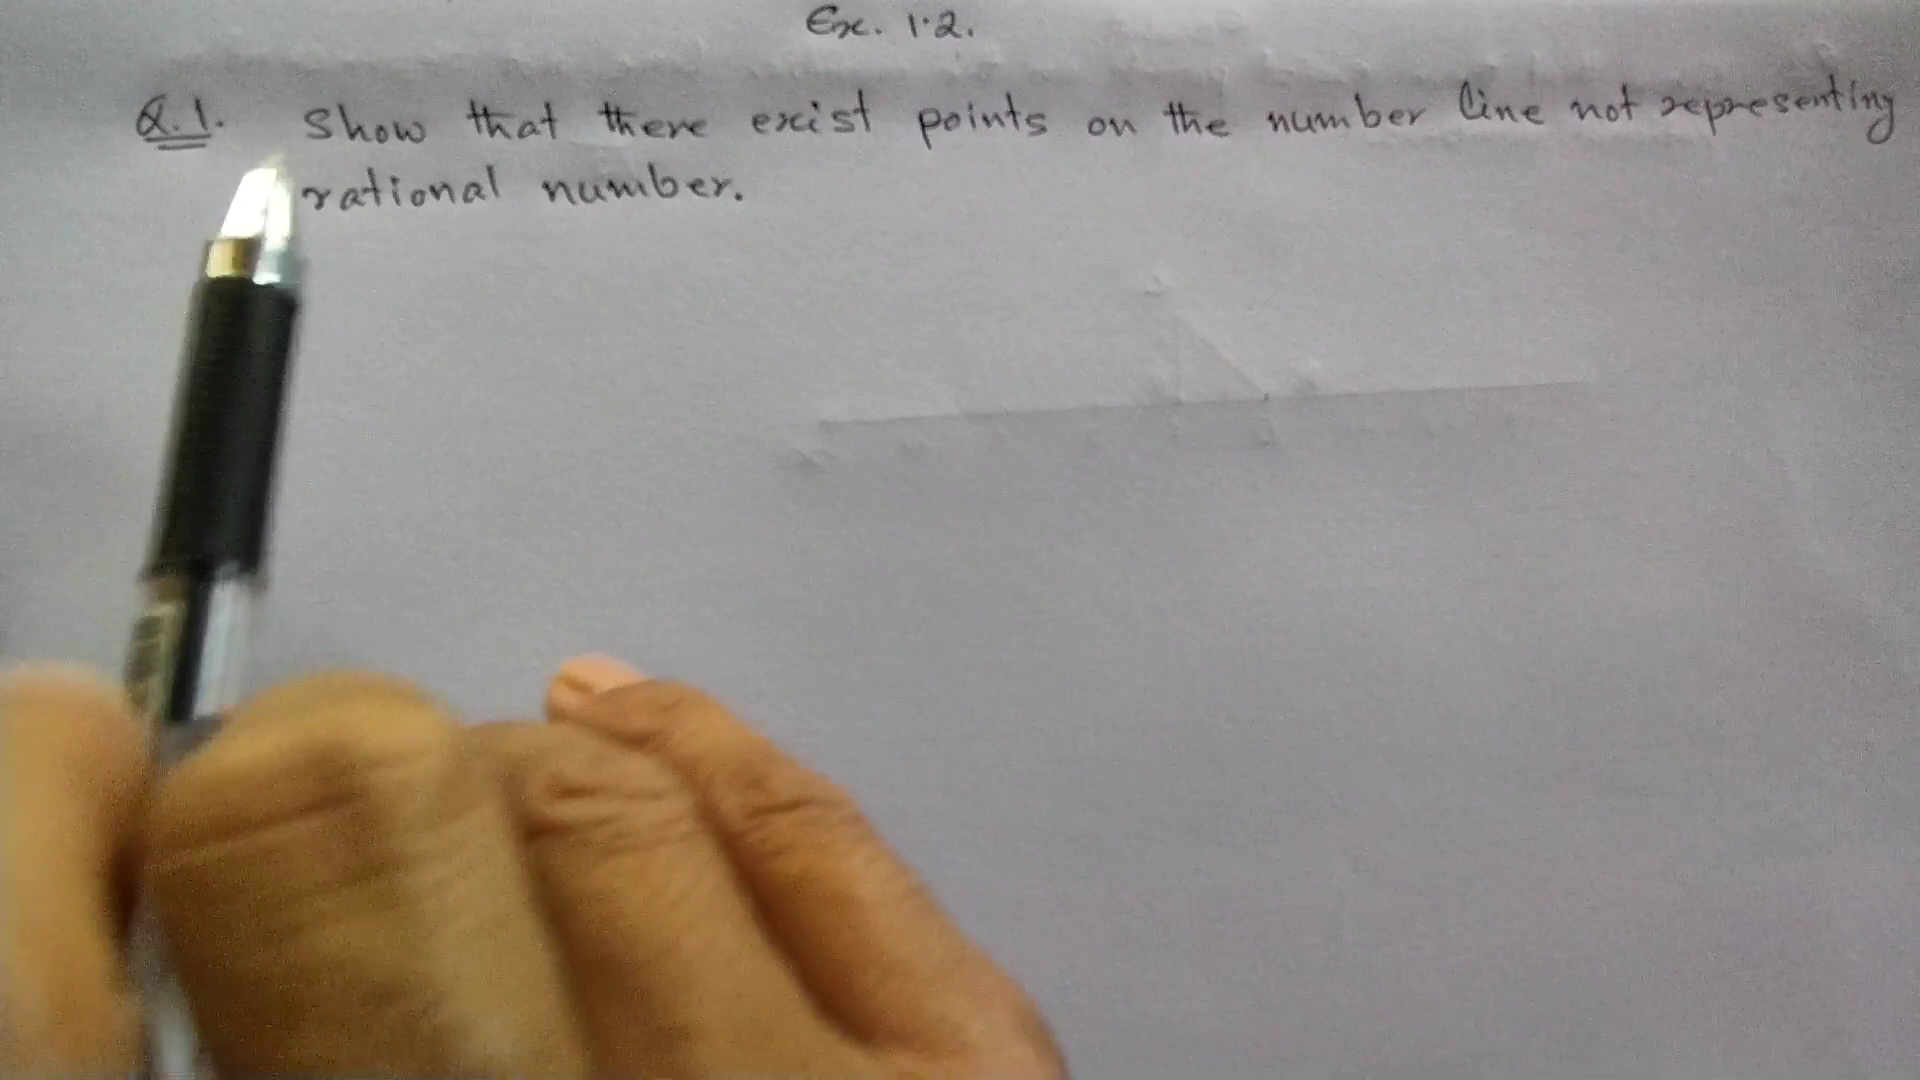 Ex. 1.2.
Q.1. Show that there exist points on the number line not representing
rational number.